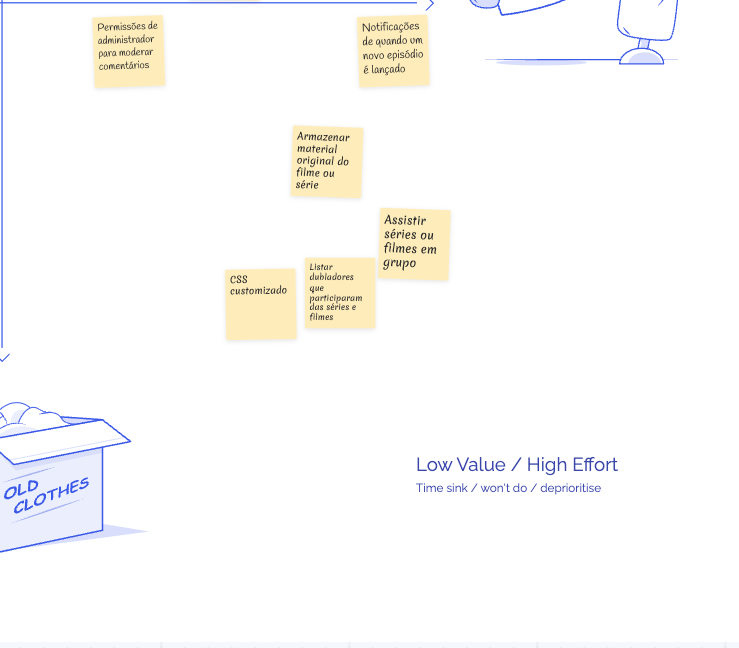 Permissões de
administrador
para moderar
comentários
Notificações
de quando um
novo episódio
é lançado
Armazenar
material
original do
filme ou
série
Assistir
séries ou
filmes em
grupo
CSS
customizado
Listar
dubladores
que
participaram
das séries e
filmes
OLD
CLOTHES
Low Value / High Effort
Time sink / won't do / deprioritise